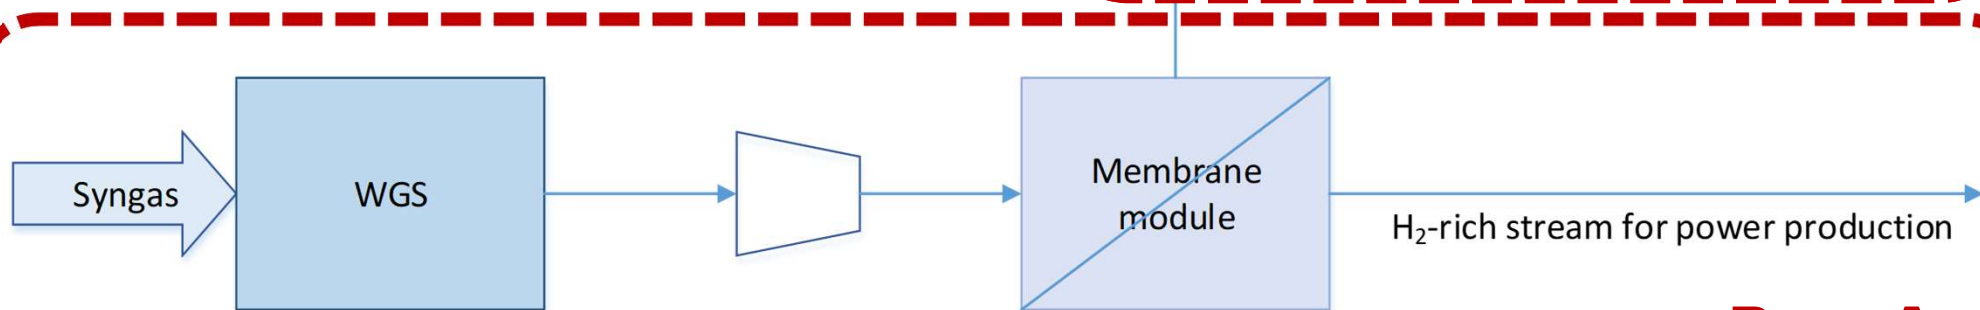 Syngas
WGS
Membrane
module
H₂-rich stream for power production